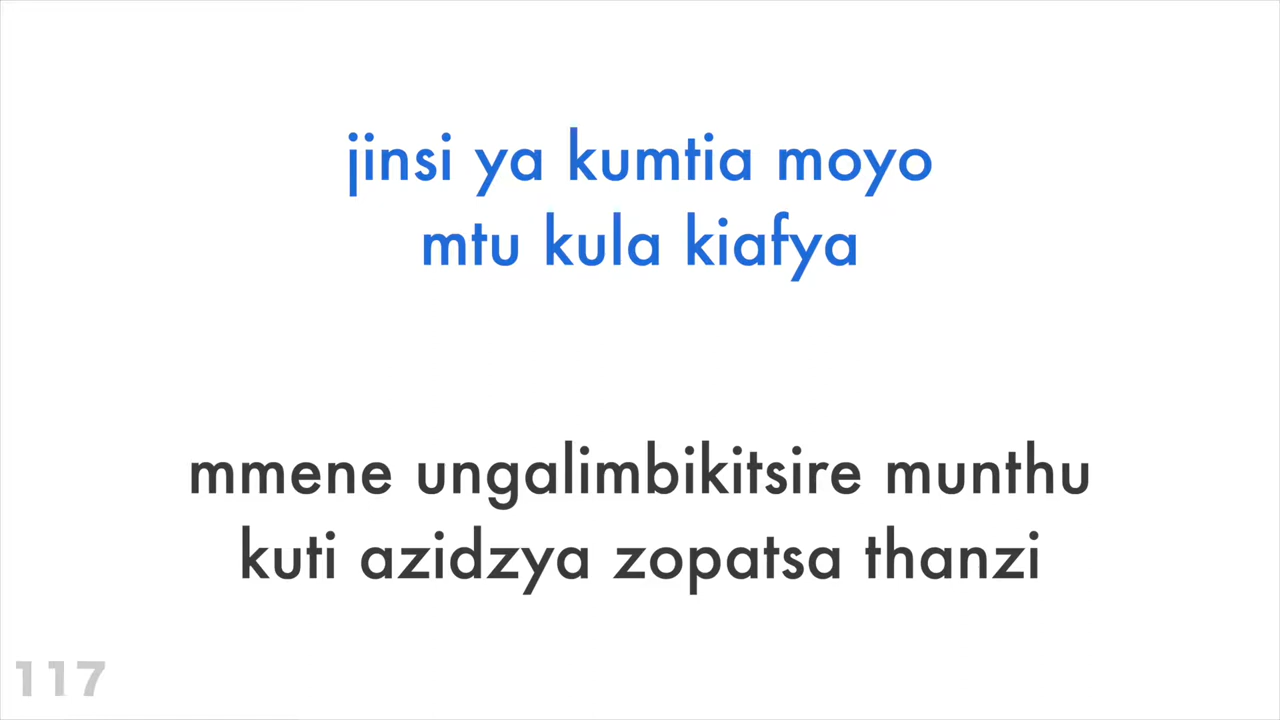 jinsi ya kumtia moyo
mtu kula kiafya
mmene ungalimbikitsire munthu
kuti azidzya zopatsa thanzi
117